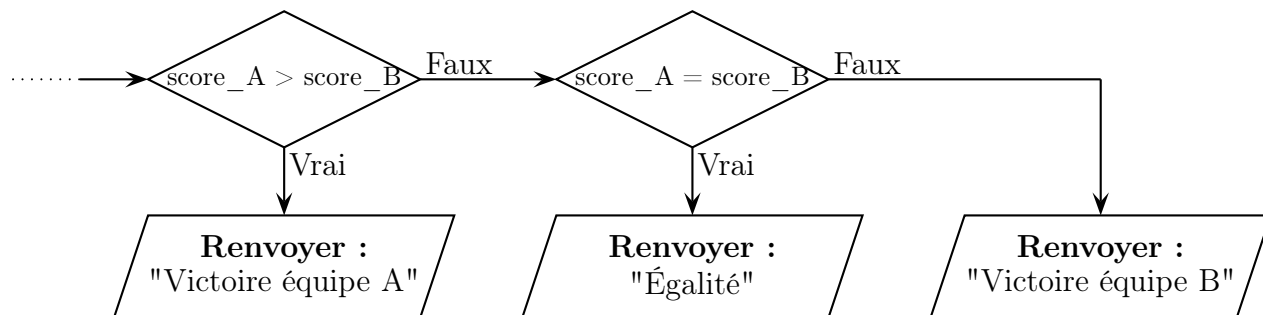 score_A > score_B
Faux
score_A = score_B
Faux
Vrai
Vrai
Renvoyer :
"Victoire équipe A"
Renvoyer :
"Égalité"
Renvoyer :
"Victoire équipe B"